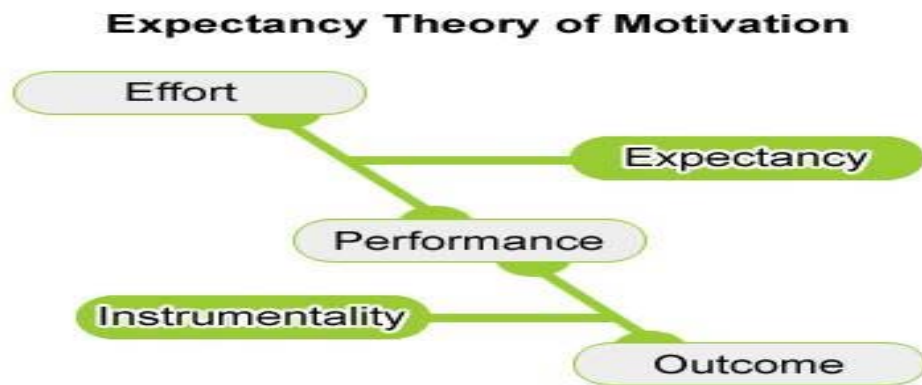 Expectancy Theory of Motivation
Effort
Expectancy
Performance
Instrumentality
Outcome